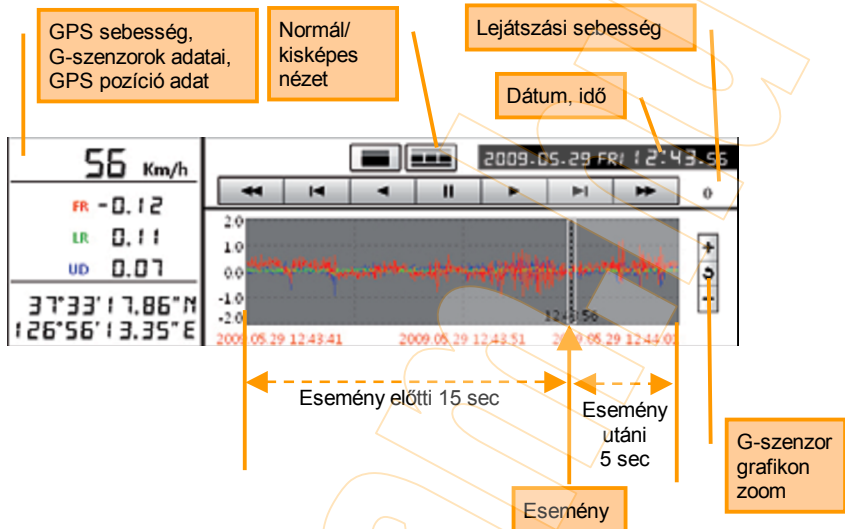 GPS sebesség,
G-szenzorok adatai,
GPS pozíció adat
Normál/
kisképes
nézet
Lejátszási sebesség
Dátum, idő
56 Km/h
2009.05.29 FRI 12:43.56
FR -0.12
LR 0.11
UD 0.07
37°33'17.86"N
126°56'13.35"E
0
2.0
1.0
0.0
-1.0
-2.0
12:43:56
2009.05.29 12:43:41
2009.05.29 12:43:51
2009.05.29 12:44:01
Esemény előtti 15 sec
Esemény
utáni
5 sec
Esemény
G-szenzor
grafikon
zoom